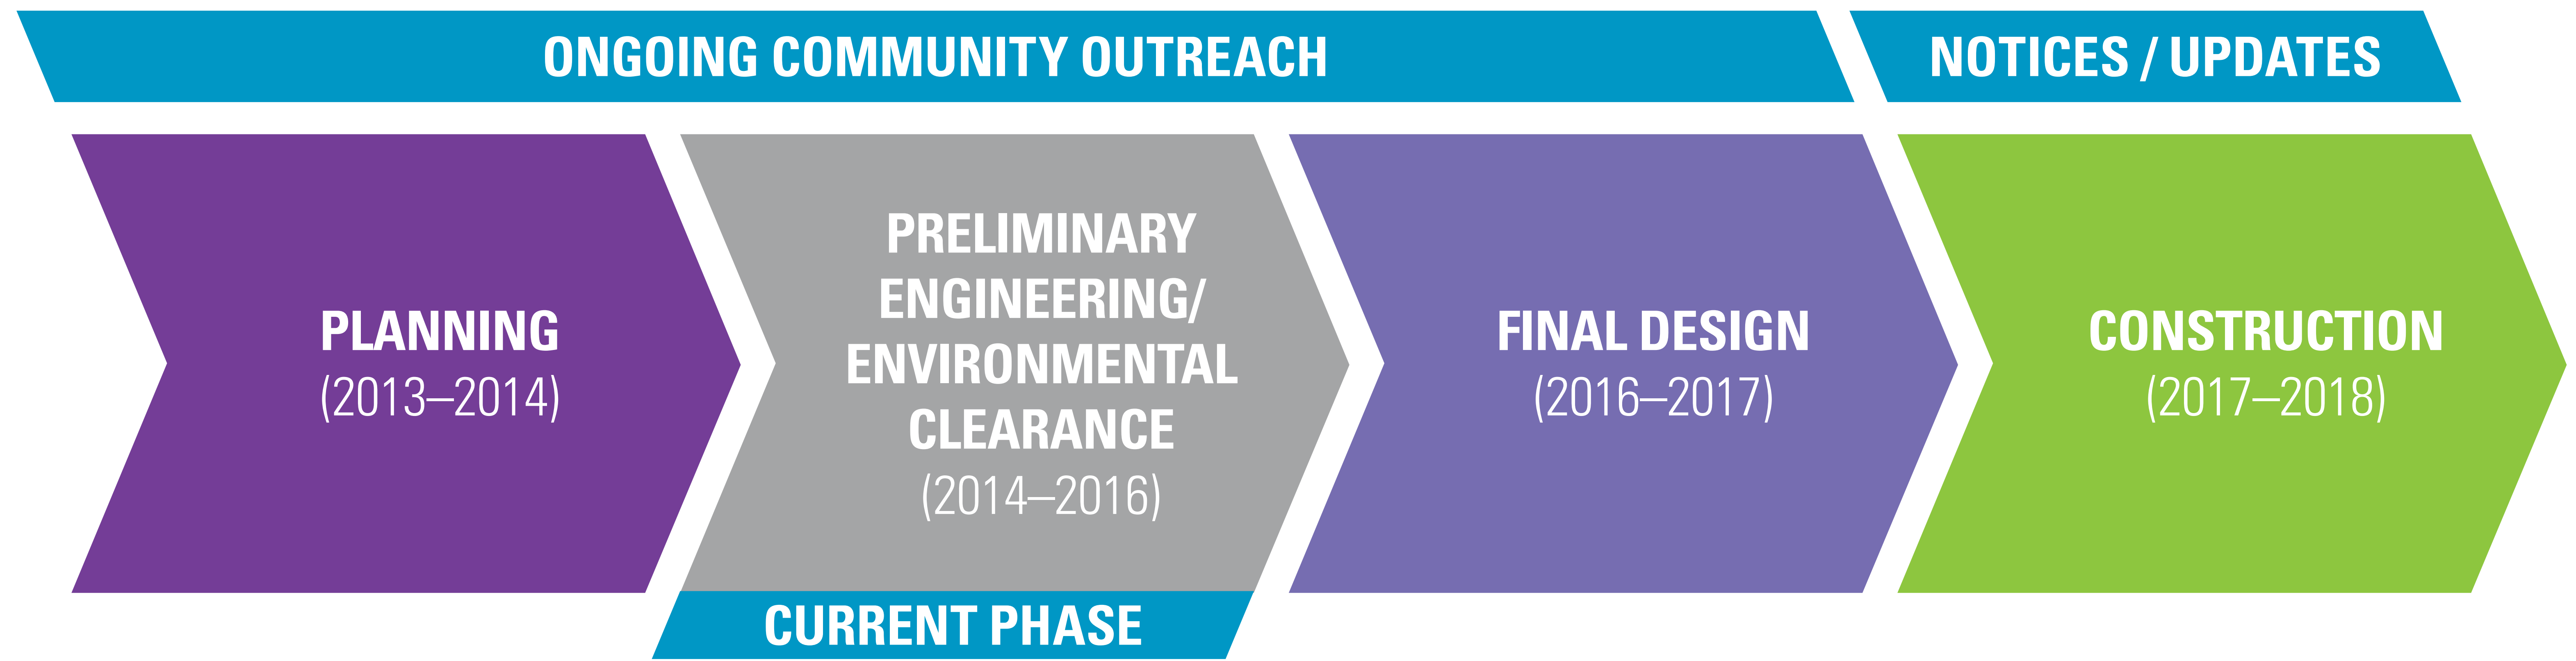 ONGOING COMMUNITY OUTREACH
NOTICES / UPDATES
PLANNING
(2013–2014)
PRELIMINARY
ENGINEERING/
ENVIRONMENTAL
CLEARANCE
(2014–2016)
CURRENT PHASE
FINAL DESIGN
(2016–2017)
CONSTRUCTION
(2017–2018)